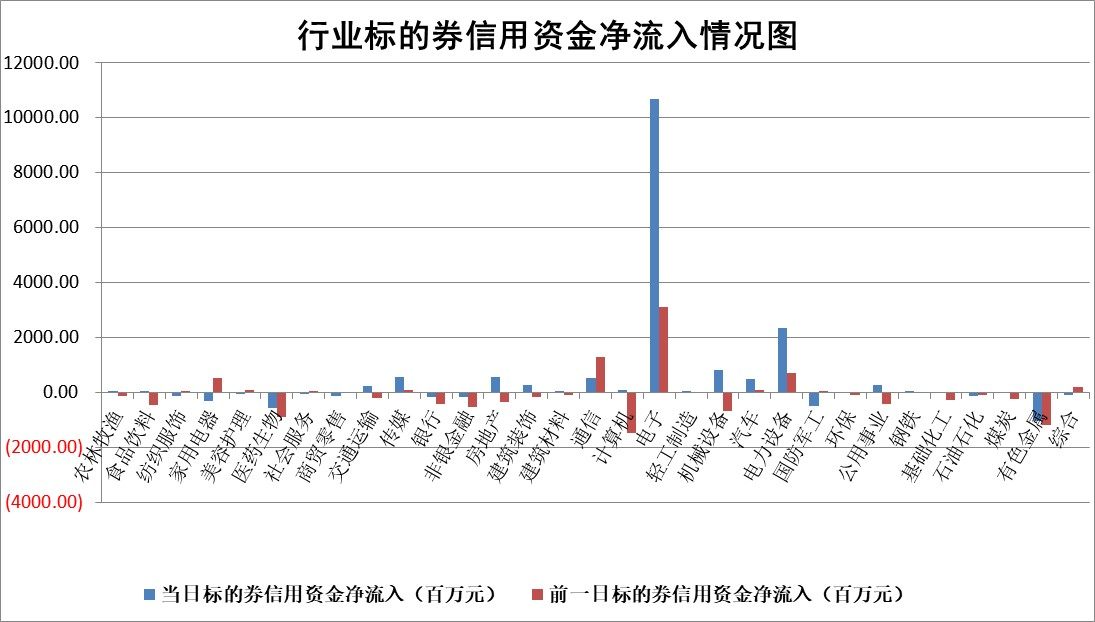 行业标的券信用资金净流入情况图
12000.00
10000.00
8000.00
6000.00
4000.00
2000.00
0.00
(2000.00)
(4000.00)
农林牧渔
食品饮料
纺织服饰
家用电器
美容护理
医药生物
社会服务
商贸零售
交通运输
传媒
银行
非银金融
房地产
建筑装饰
建筑材料
通信
计算机
电子
轻工制造
机械设备
汽车
电力设备
国防军工
环保
公用事业
钢铁
基础化工
石油石化
煤炭
有色金属
综合
当日标的券信用资金净流入（百万元）
前一日标的券信用资金净流入（百万元）